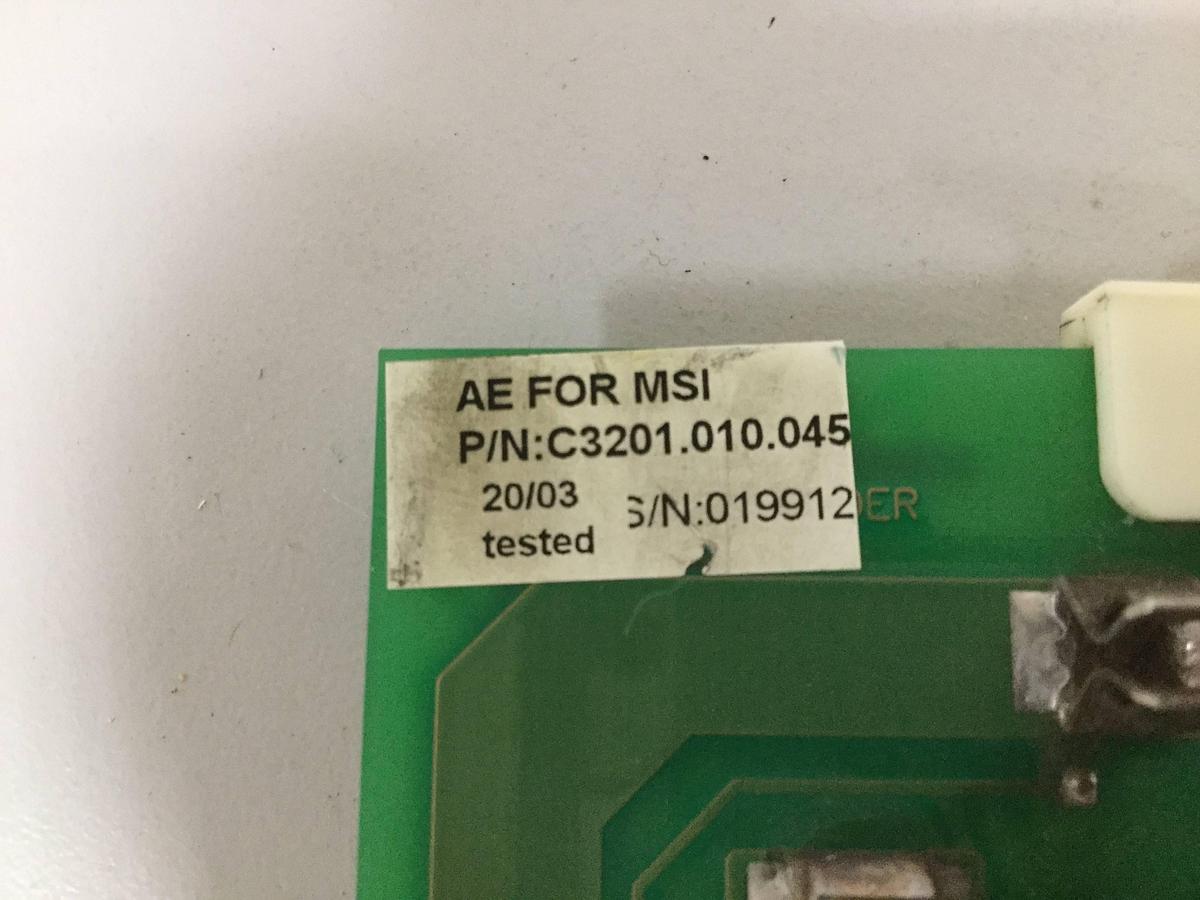 AE FOR MSI
P/N:C3201.010.045
20/03 S/N:019912
tested